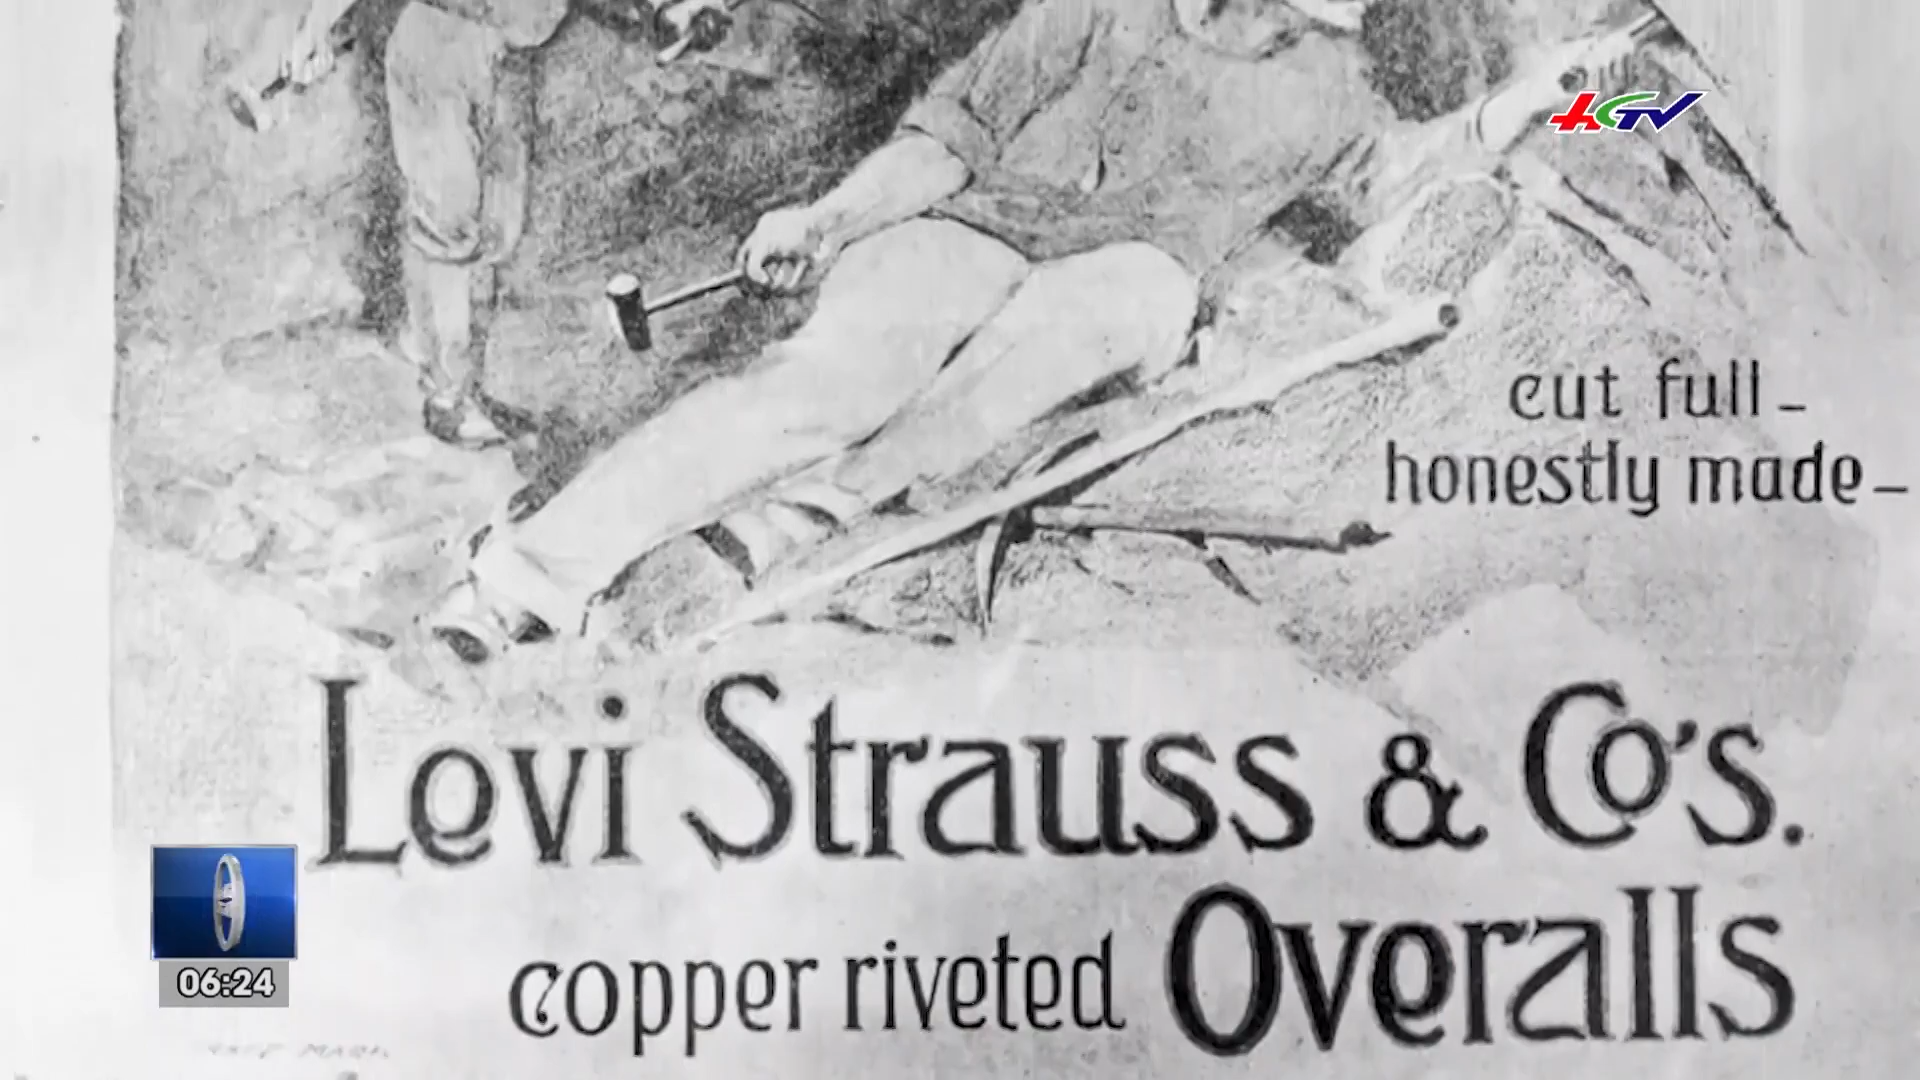 HGTV
cut full-
honestly made-
Levi Strauss & Co's.
copper riveted Overalls
06:24